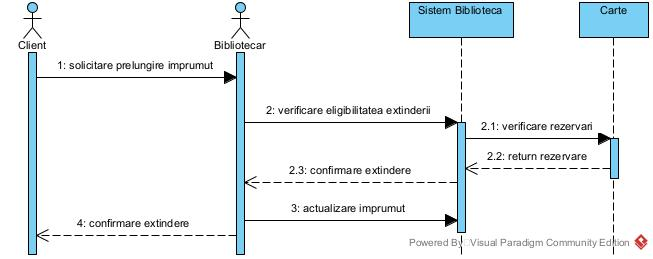 Sistem Biblioteca
Carte
Client
Bibliotecar
1: solicitare prelungire imprumut
2: verificare eligibilitatea extinderii
2.1: verificare rezervari
2.2: return rezervare
2.3: confirmare extindere
3: actualizare imprumut
4: confirmare extindere
Powered By Visual Paradigm Community Edition